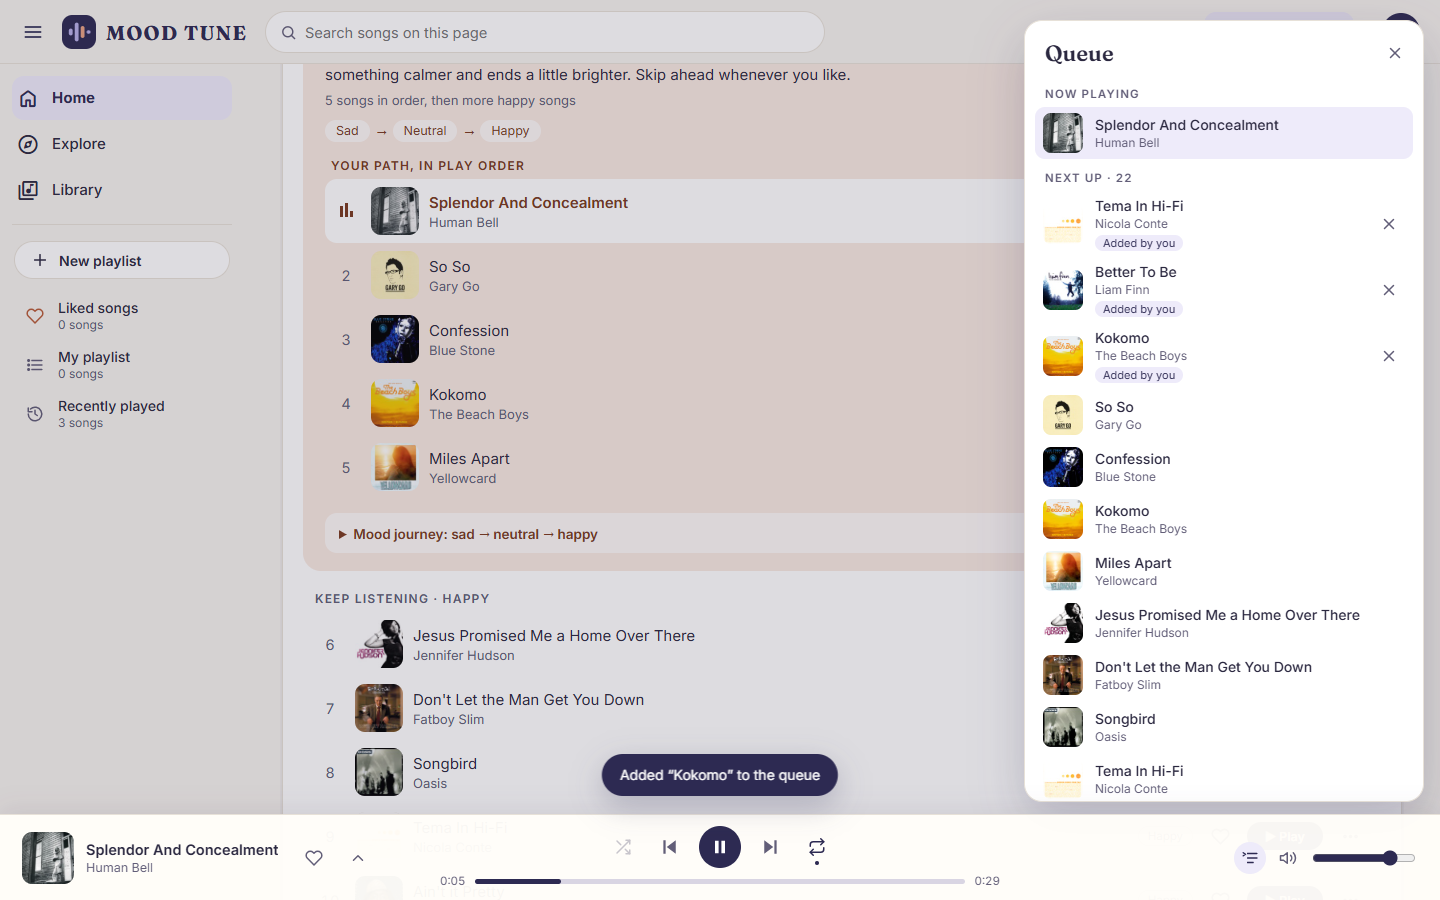 MOOD TUNE
Search songs on this page
Home
Explore
Library
New playlist
Liked songs
0 songs
My playlist
0 songs
Recently played
3 songs
something calmer and ends a little brighter. Skip ahead whenever you like.
5 songs in order, then more happy songs
Sad → Neutral → Happy
YOUR PATH, IN PLAY ORDER
Splendor And Concealment
Human Bell
2
So So
Gary Go
3
Confession
Blue Stone
4
Kokomo
The Beach Boys
5
Miles Apart
Yellowcard
Mood journey: sad → neutral → happy
KEEP LISTENING · HAPPY
6
Jesus Promised Me a Home Over There
Jennifer Hudson
7
Don't Let the Man Get You Down
Fatboy Slim
8
Songbird
Oasis
Added “Kokomo” to the queue
Queue
NOW PLAYING
Splendor And Concealment
Human Bell
NEXT UP · 22
Tema In Hi-Fi
Nicola Conte
Added by you
Better To Be
Liam Finn
Added by you
Kokomo
The Beach Boys
Added by you
So So
Gary Go
Confession
Blue Stone
Kokomo
The Beach Boys
Miles Apart
Yellowcard
Jesus Promised Me a Home Over There
Jennifer Hudson
Don't Let the Man Get You Down
Fatboy Slim
Songbird
Oasis
Tema In Hi-Fi
Nicola Conte
Splendor And Concealment
Human Bell
Tema In Hi-Fi
Play
0:05
0:29